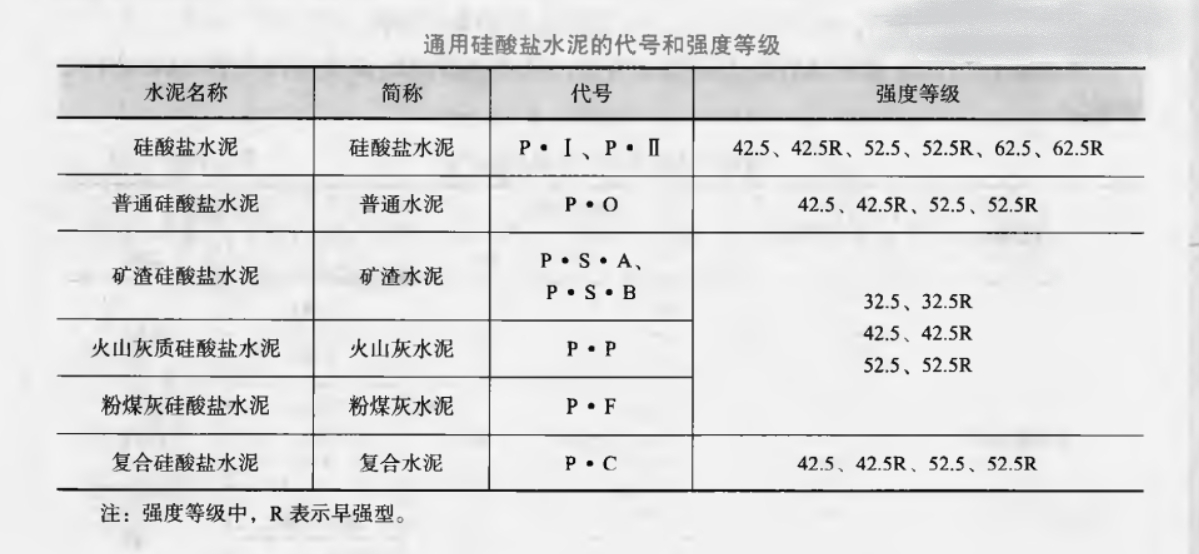 通用硅酸盐水泥的代号和强度等级
水泥名称 简称 代号 强度等级
硅酸盐水泥 硅酸盐水泥 P·Ⅰ、P·Ⅱ 42.5、42.5R、52.5、52.5R、62.5、62.5R
普通硅酸盐水泥 普通水泥 P·O 42.5、42.5R、52.5、52.5R
矿渣硅酸盐水泥 矿渣水泥 P·S·A、
P·S·B
火山灰质硅酸盐水泥 火山灰水泥 P·P
粉煤灰硅酸盐水泥 粉煤灰水泥 P·F
32.5、32.5R
42.5、42.5R
52.5、52.5R
复合硅酸盐水泥 复合水泥 P·C 42.5、42.5R、52.5、52.5R
注：强度等级中，R 表示早强型。